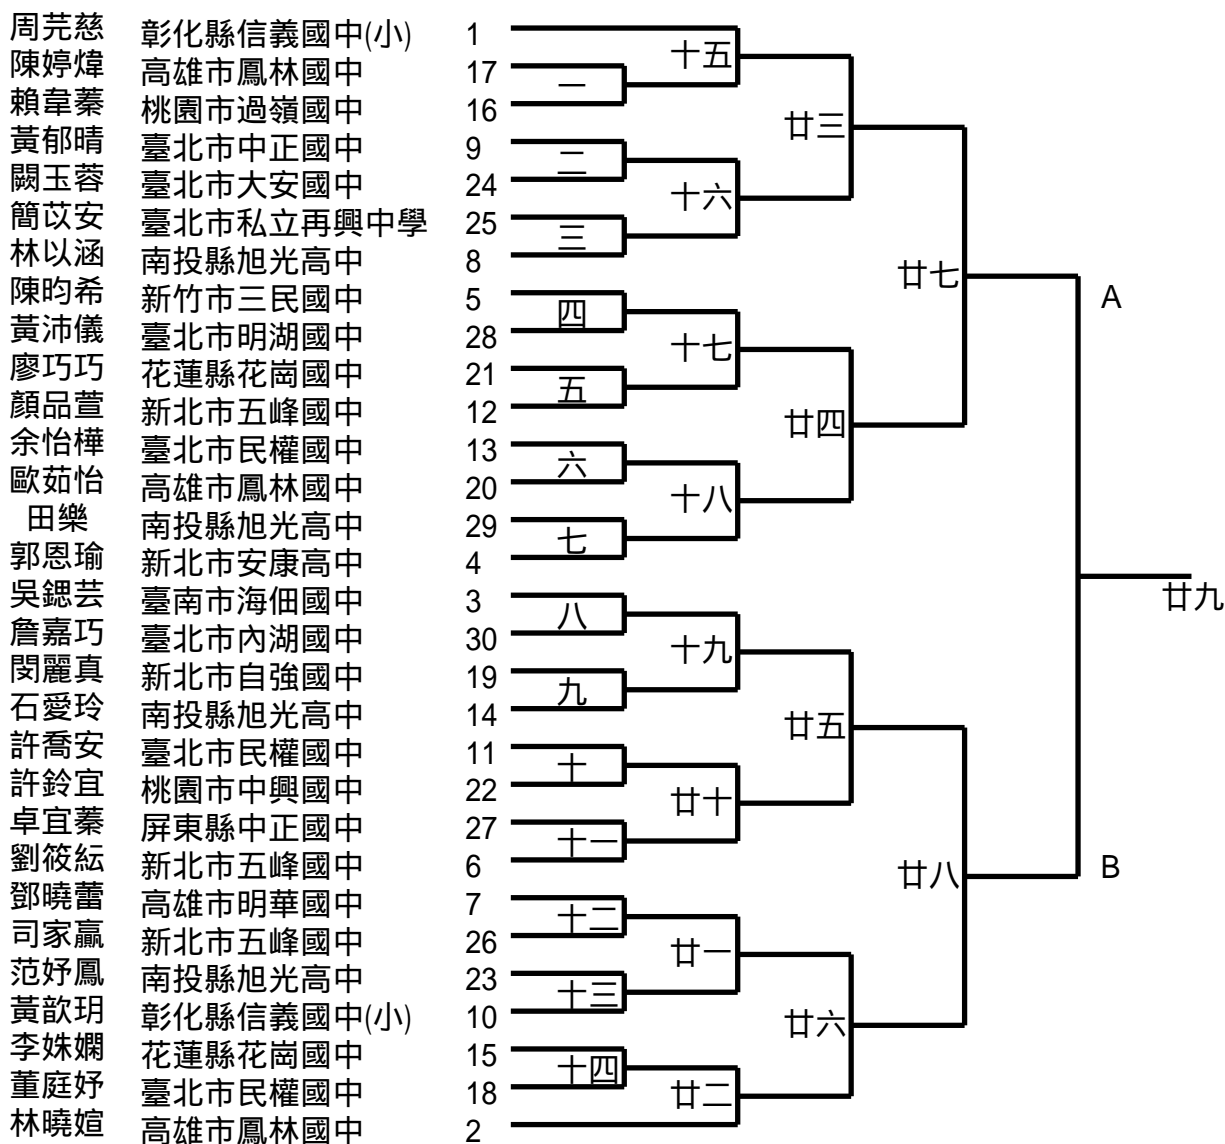 周芫慈 彰化縣信義國中(小) 1
陳婷煒 高雄市鳳林國中 17
賴韋蓁 桃園市過嶺國中 16
黃郁晴 臺北市中正國中 9
闕玉蓉 臺北市大安國中 24
簡苡安 臺北市私立再興中學 25
林以涵 南投縣旭光高中 8
陳昀希 新竹市三民國中 5
黃沛儀 臺北市明湖國中 28
廖巧巧 花蓮縣花崗國中 21
顏品萱 新北市五峰國中 12
余怡樺 臺北市民權國中 13
歐茹怡 高雄市鳳林國中 20
田樂 南投縣旭光高中 29
郭恩瑜 新北市安康高中 4
吳鍶芸 臺南市海佃國中 3
詹嘉巧 臺北市內湖國中 30
閔麗真 新北市自強國中 19
石愛玲 南投縣旭光高中 14
許喬安 臺北市民權國中 11
許鈴宜 桃園市中興國中 22
卓宜蓁 屏東縣中正國中 27
劉筱紜 新北市五峰國中 6
鄧曉蕾 高雄市明華國中 7
司家贏 新北市五峰國中 26
范妤鳳 南投縣旭光高中 23
黃歆玥 彰化縣信義國中(小) 10
李姝嫻 花蓮縣花崗國中 15
董庭妤 臺北市民權國中 18
林曉媗 高雄市鳳林國中 2
一
二
三
四
五
六
七
八
九
十
十一
十二
十三
十四
十五
十六
十七
十八
十九
廿十
廿一
廿二
廿三
廿四
廿五
廿六
廿七
廿八
A
B
廿九